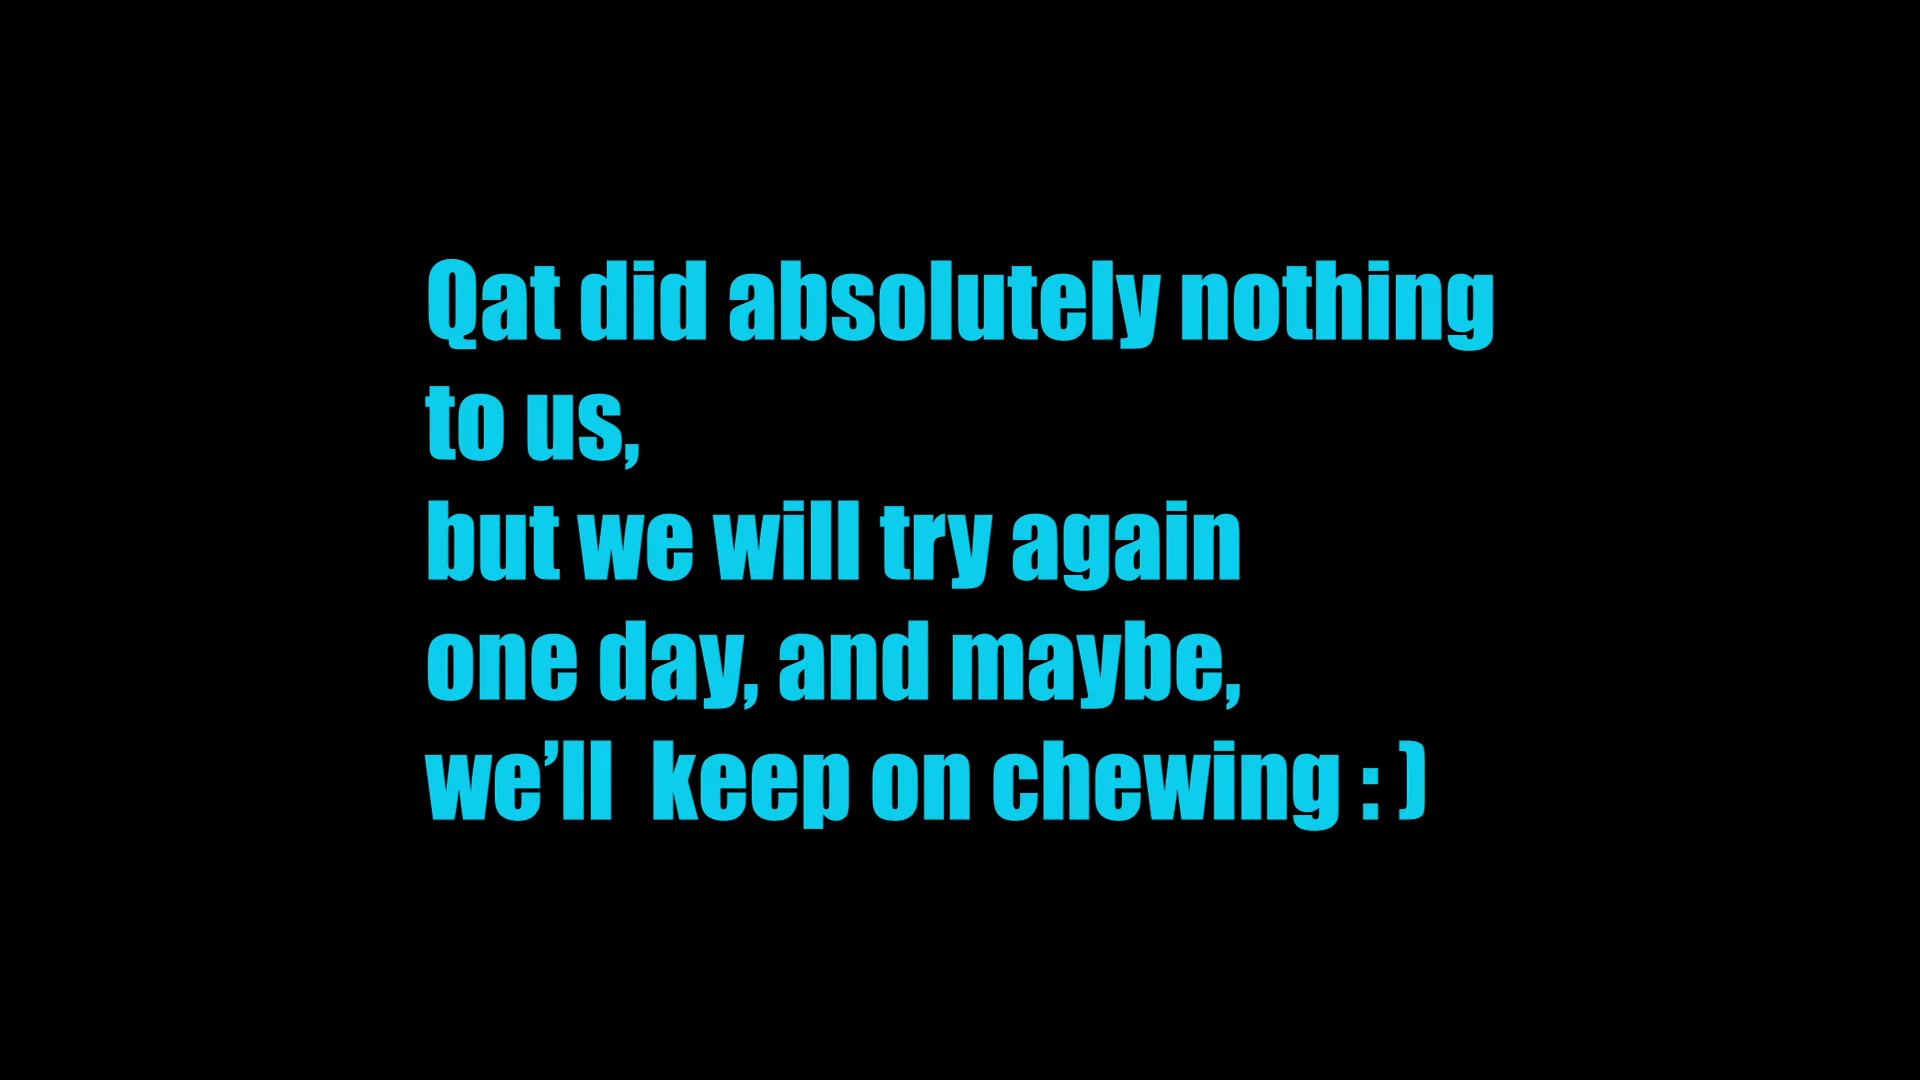 Qat did absolutely nothing
to us,
but we will try again
one day, and maybe,
we’ll  keep on chewing : )